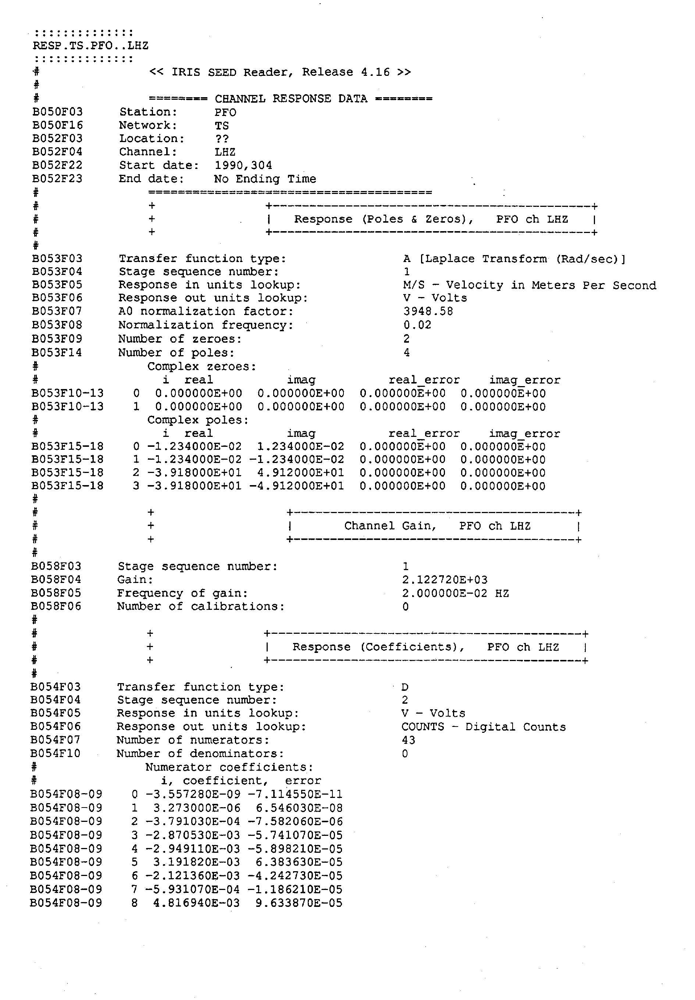 ::::::::::::::
RESP.TS.PFO..LHZ
::::::::::::::
#               << IRIS SEED Reader, Release 4.16 >>
#
#               ======== CHANNEL RESPONSE DATA ========
B050F03     Station:     PFO
B050F16     Network:     TS
B052F03     Location:    ??
B052F04     Channel:     LHZ
B052F22     Start date:  1990,304
B052F23     End date:    No Ending Time
#               =======================================
#               +               +--------------------------------------------+
#               +               |   Response (Poles & Zeros),   PFO ch LHZ   |
#               +               +--------------------------------------------+
#
B053F03     Transfer function type:                A [Laplace Transform (Rad/sec)]
B053F04     Stage sequence number:                 1
B053F05     Response in units lookup:              M/S - Velocity in Meters Per Second
B053F06     Response out units lookup:             V - Volts
B053F07     A0 normalization factor:               3948.58
B053F08     Normalization frequency:               0.02
B053F09     Number of zeroes:                      2
B053F14     Number of poles:                       4
#               Complex zeroes:
#                 i  real          imag          real_error    imag_error
B053F10-13    0  0.000000E+00  0.000000E+00  0.000000E+00  0.000000E+00
B053F10-13    1  0.000000E+00  0.000000E+00  0.000000E+00  0.000000E+00
#               Complex poles:
#                 i  real          imag          real_error    imag_error
B053F15-18    0 -1.234000E-02  1.234000E-02  0.000000E+00  0.000000E+00
B053F15-18    1 -1.234000E-02 -1.234000E-02  0.000000E+00  0.000000E+00
B053F15-18    2 -3.918000E+01  4.912000E+01  0.000000E+00  0.000000E+00
B053F15-18    3 -3.918000E+01 -4.912000E+01  0.000000E+00  0.000000E+00
#
#               +                  +---------------------------------------+
#               +                  |       Channel Gain,   PFO ch LHZ      |
#               +                  +---------------------------------------+
#
B058F03     Stage sequence number:                 1
B058F04     Gain:                                  2.122720E+03
B058F05     Frequency of gain:                     2.000000E-02 HZ
B058F06     Number of calibrations:                0
#
#               +               +-------------------------------------------+
#               +               |   Response (Coefficients),   PFO ch LHZ   |
#               +               +-------------------------------------------+
#
B054F03     Transfer function type:                D
B054F04     Stage sequence number:                 2
B054F05     Response in units lookup:              V - Volts
B054F06     Response out units lookup:             COUNTS - Digital Counts
B054F07     Number of numerators:                  43
B054F10     Number of denominators:                0
#               Numerator coefficients:
#                 i, coefficient,  error
B054F08-09    0 -3.557280E-09 -7.114550E-11
B054F08-09    1  3.273000E-06  6.546030E-08
B054F08-09    2 -3.791030E-04 -7.582060E-06
B054F08-09    3 -2.870530E-03 -5.741070E-05
B054F08-09    4 -2.949110E-03 -5.898210E-05
B054F08-09    5  3.191820E-03  6.383630E-05
B054F08-09    6 -2.121360E-03 -4.242730E-05
B054F08-09    7 -5.931070E-04 -1.186210E-05
B054F08-09    8  4.816940E-03  9.633870E-05